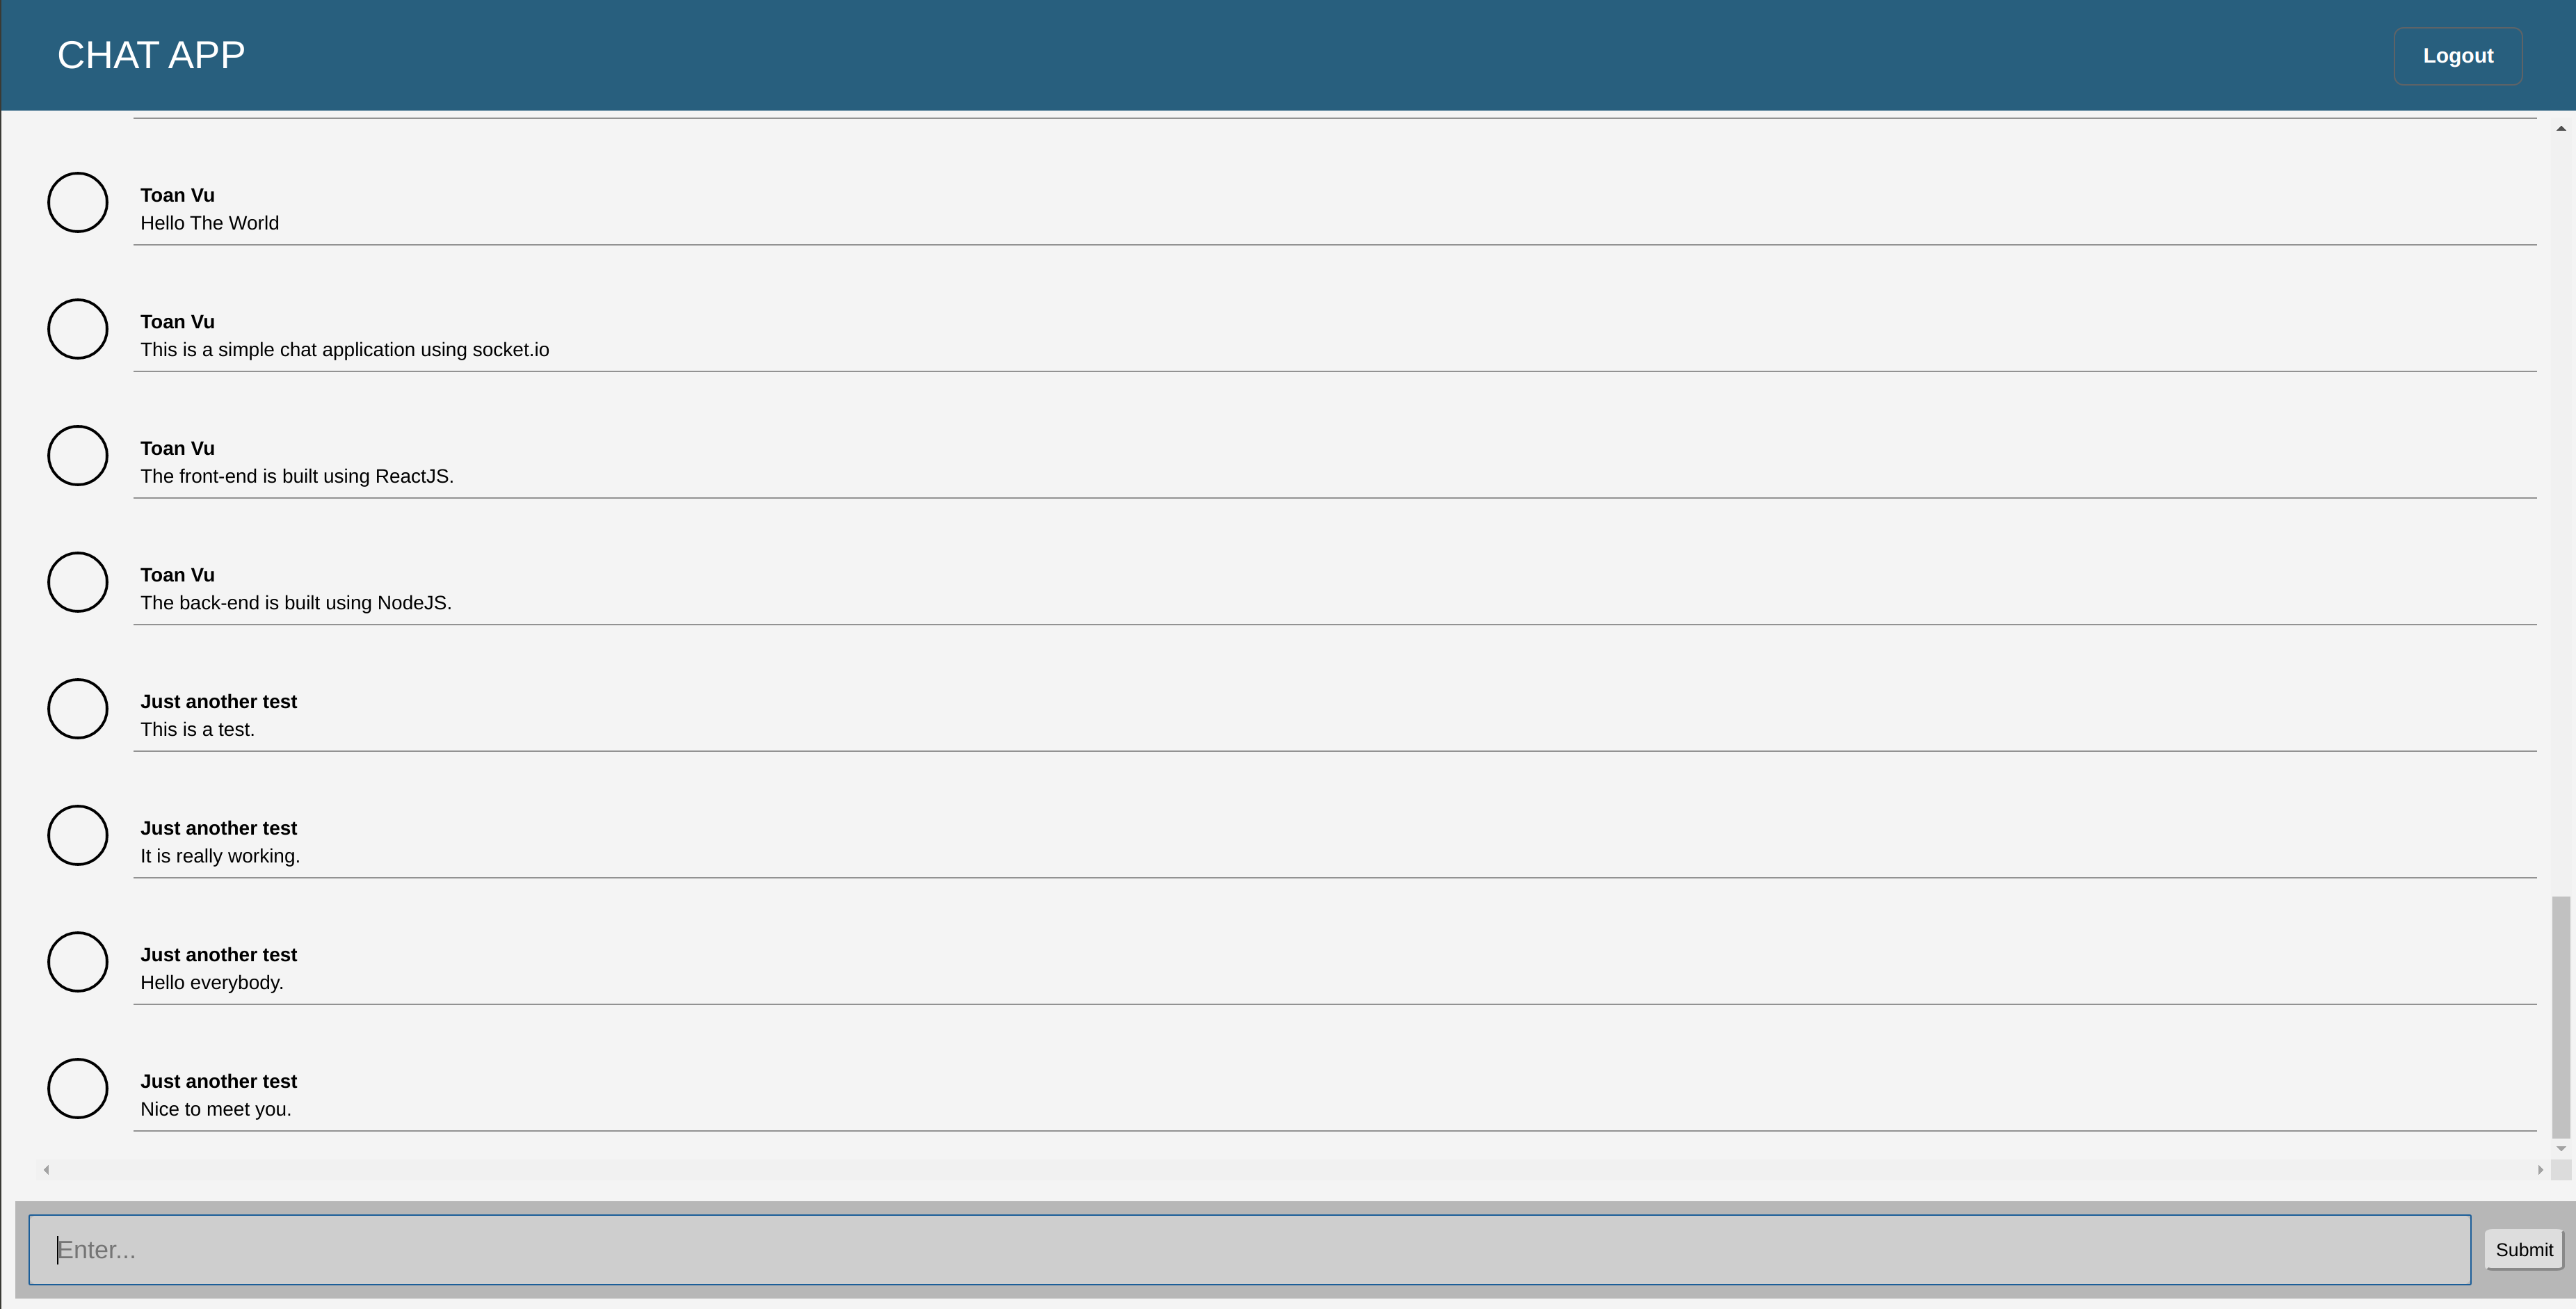 CHAT APP
Logout
Toan Vu
Hello The World
Toan Vu
This is a simple chat application using socket.io
Toan Vu
The front-end is built using ReactJS.
Toan Vu
The back-end is built using NodeJS.
Just another test
This is a test.
Just another test
It is really working.
Just another test
Hello everybody.
Just another test
Nice to meet you.
Enter...
Submit